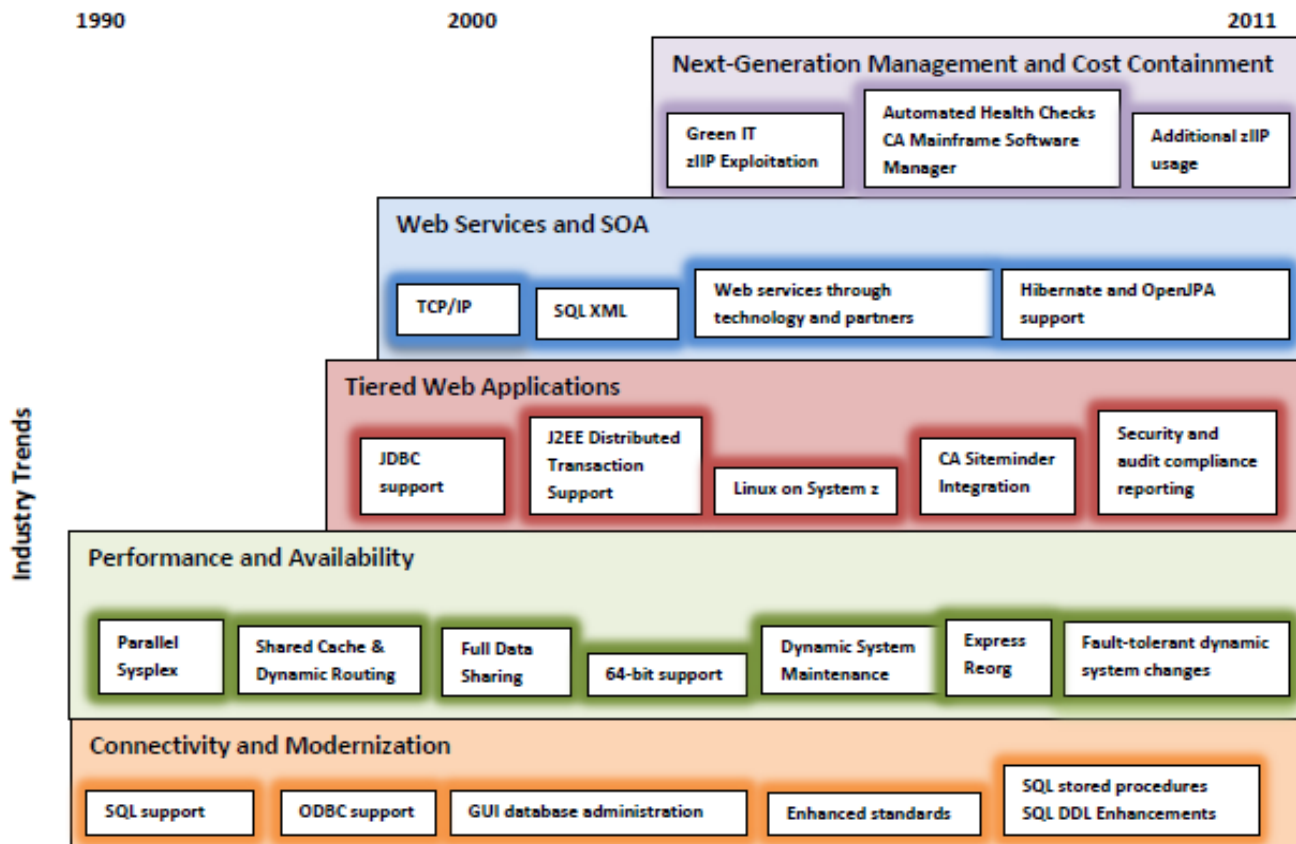 1990
2000
2011
Next-Generation Management and Cost Containment
Green IT
zIIP Exploitation
Automated Health Checks
CA Mainframe Software
Manager
Additional zIIP
usage
Web Services and SOA
TCP/IP
SQL XML
Web services through
technology and partners
Hibernate and OpenJPA
support
Industry Trends
Tiered Web Applications
JDBC
support
J2EE Distributed
Transaction
Support
Linux on System z
CA Siteminder
Integration
Security and
audit compliance
reporting
Performance and Availability
Parallel
Sysplex
Shared Cache &
Dynamic Routing
Full Data
Sharing
64-bit support
Dynamic System
Maintenance
Express
Reorg
Fault-tolerant dynamic
system changes
Connectivity and Modernization
SQL support
ODBC support
GUI database administration
Enhanced standards
SQL stored procedures
SQL DDL Enhancements